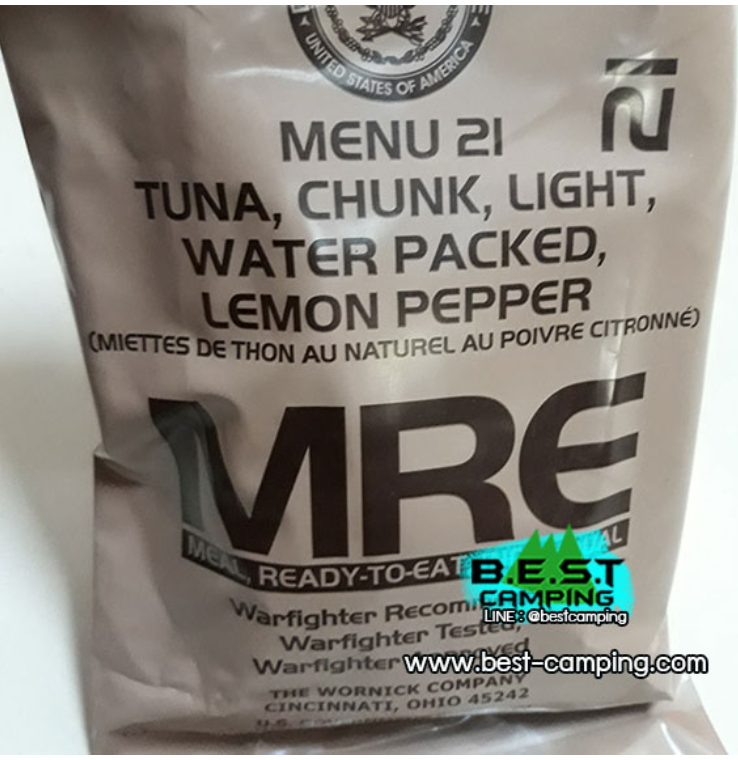 UNITED STATES OF AMERICA
21
MENU 21
TUNA, CHUNK, LIGHT,
WATER PACKED,
LEMON PEPPER
(MIETTES DE THON AU NATUREL AU POIVRE CITRONNÉ)
MRE
MEAL, READY-TO-EAT
B.E.S.T
CAMPING
LINE : @bestcamping
Warfighter
Warfighter Tested,
Warfighter
www.best-camping.com
THE WORNICK COMPANY
CINCINNATI, OHIO 45242